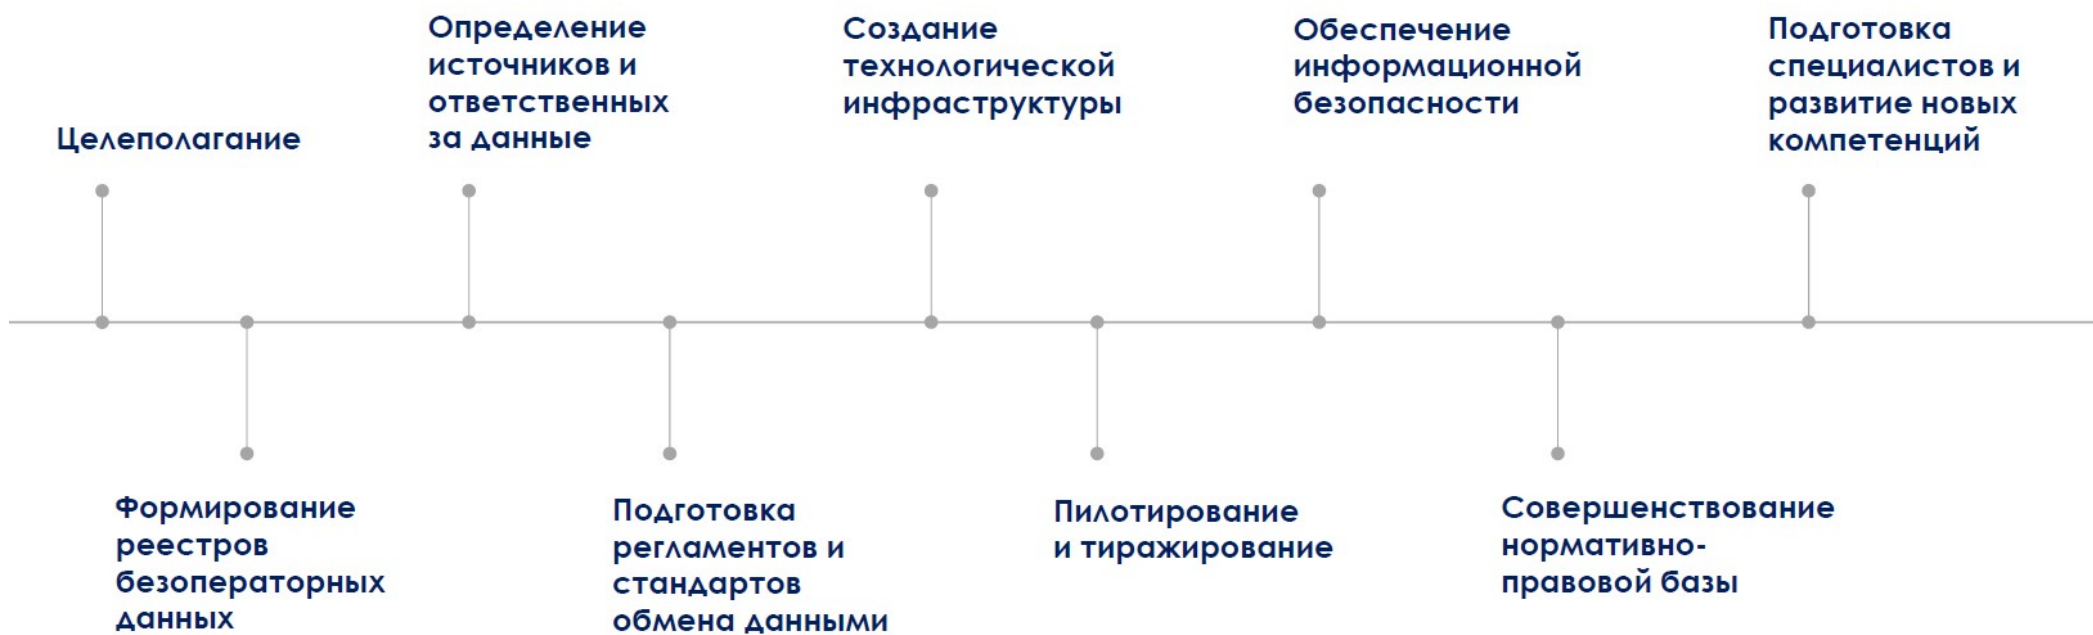 Целеполагание
Формирование
реестров
безоператорных
данных
Определение
источников и
ответственных
за данные
Подготовка
регламентов и
стандартов
обмена данными
Создание
технологической
инфраструктуры
Пилотирование
и тиражирование
Обеспечение
информационной
безопасности
Совершенствование
нормативно-
правовой базы
Подготовка
специалистов и
развитие новых
компетенций